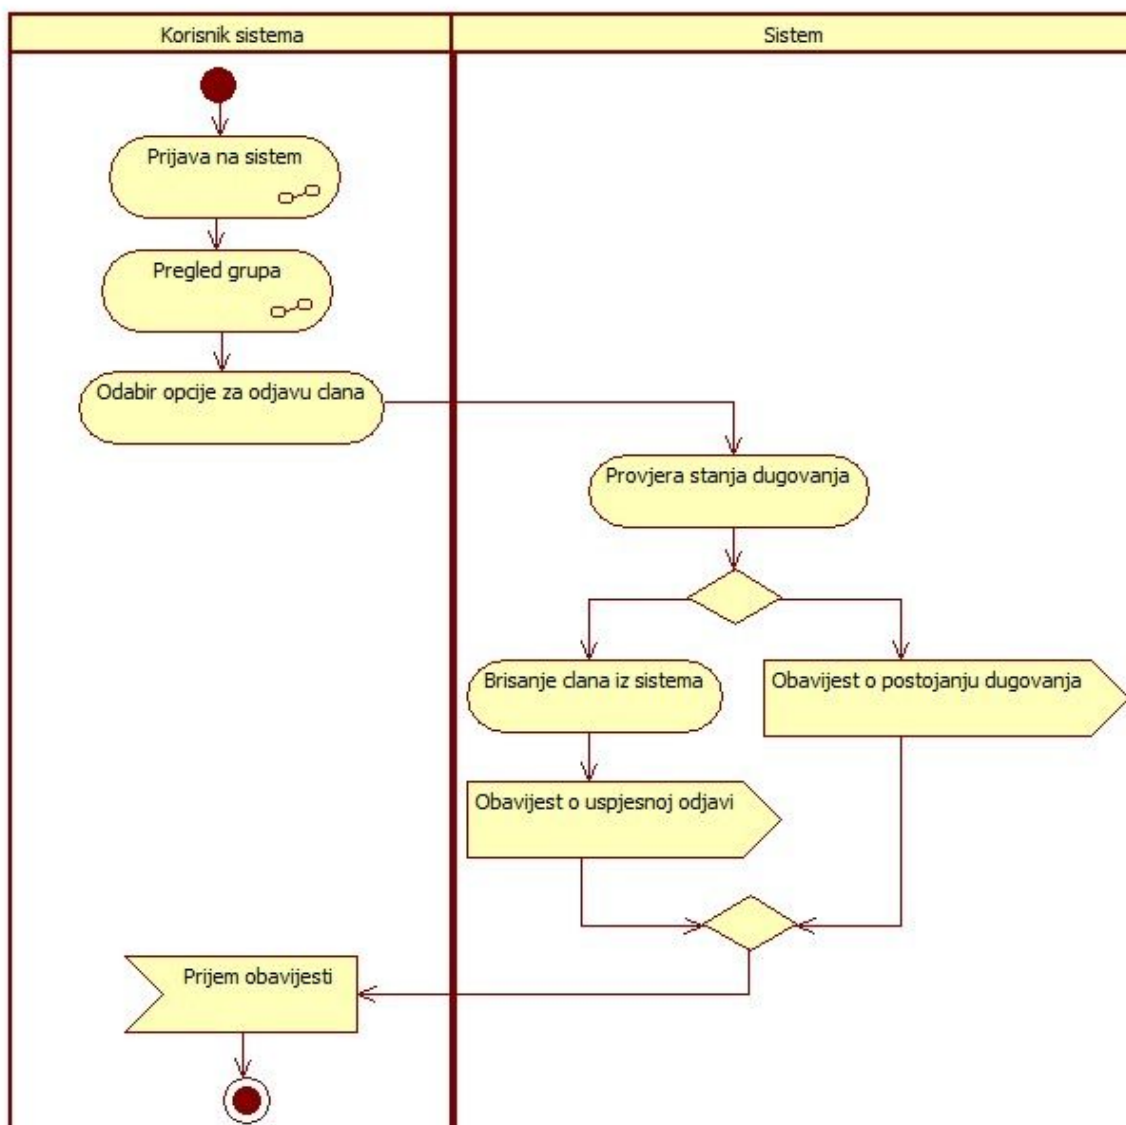 Korisnik sistema
Sistem
Prijava na sistem
Pregled grupa
Odabir opcije za odjavu clana
Provjera stanja dugovanja
Brisanje clana iz sistema
Obavijest o postojanju dugovanja
Obavijest o uspjesnoj odjavi
Prijem obavijesti